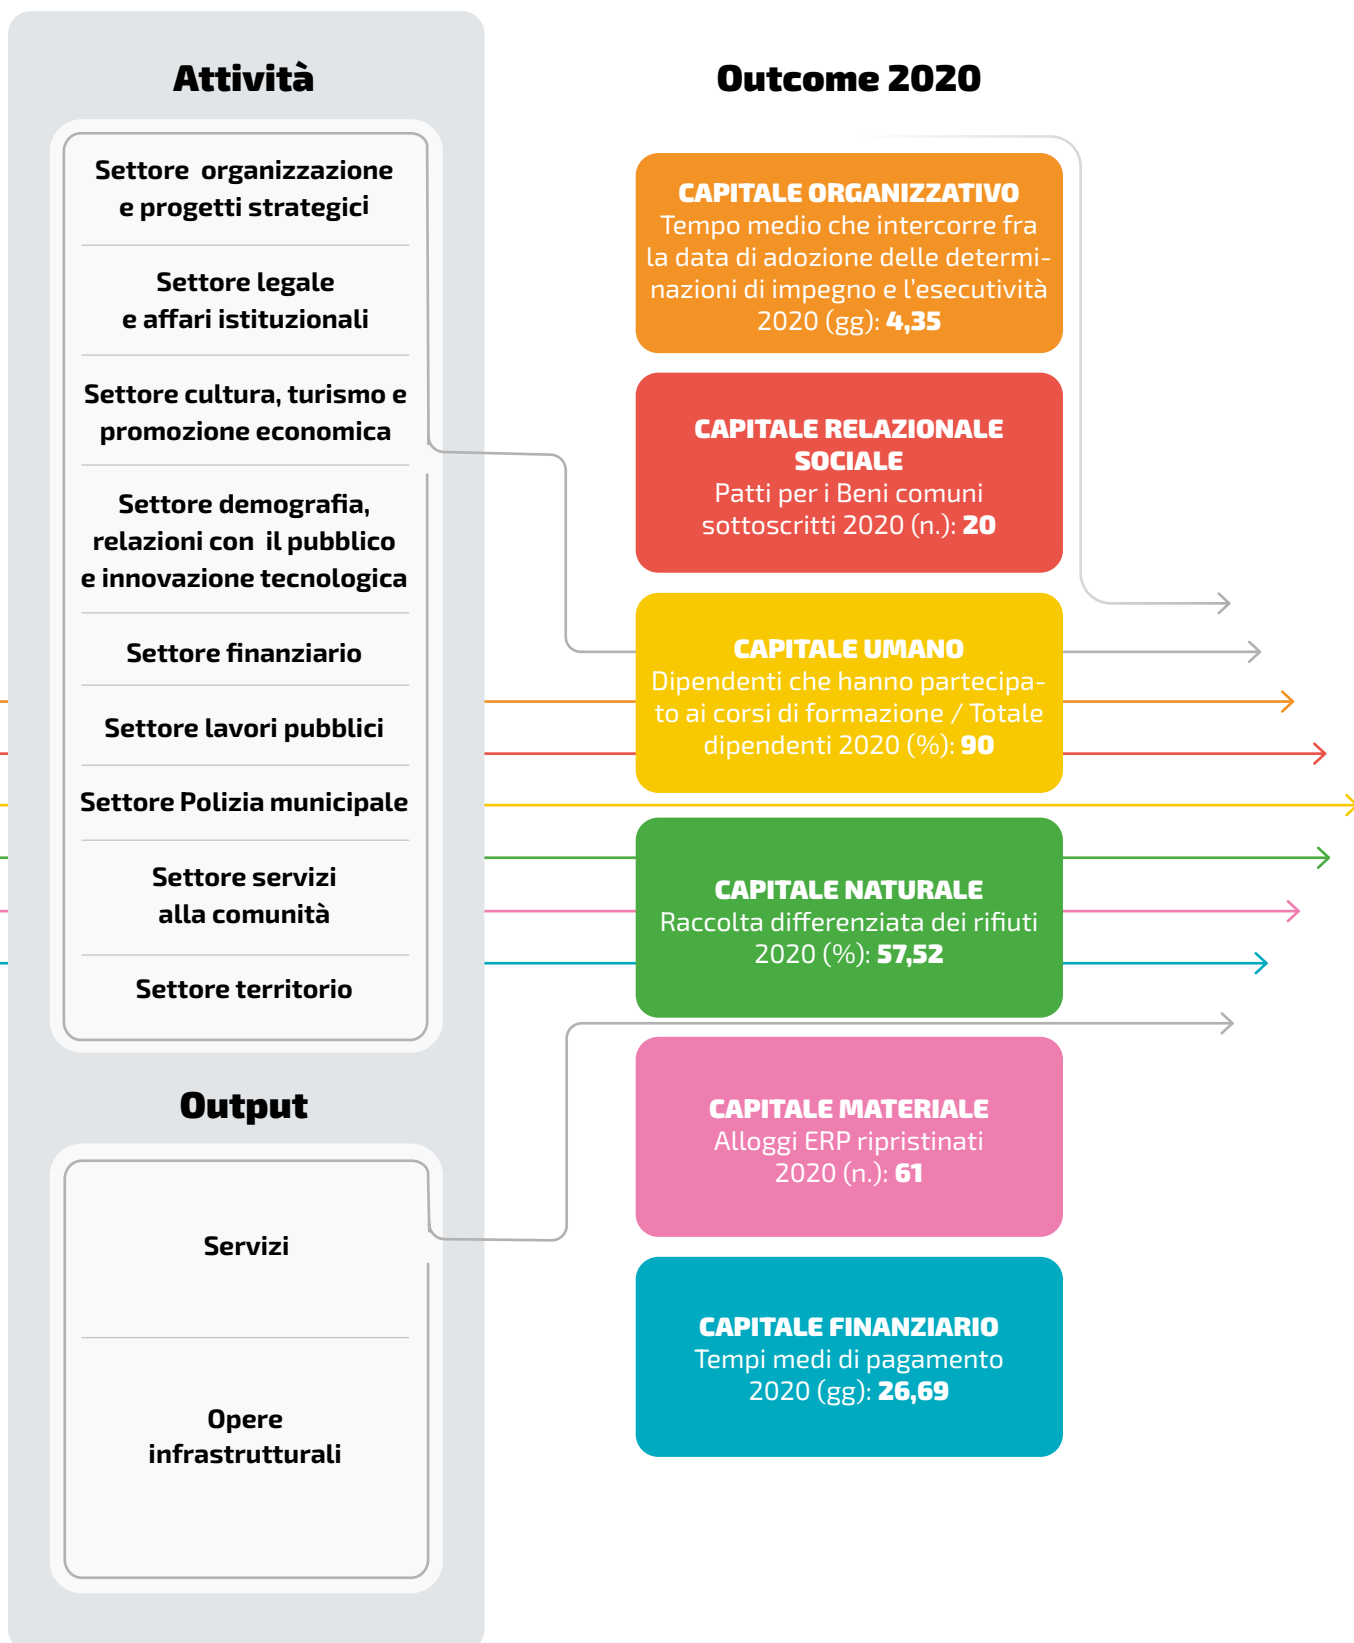 Attività
Settore organizzazione
e progetti strategici
Settore legale
e affari istituzionali
Settore cultura, turismo e
promozione economica
Settore demografia,
relazioni con il pubblico
e innovazione tecnologica
Settore finanziario
Settore lavori pubblici
Settore Polizia municipale
Settore servizi
alla comunità
Settore territorio
Output
Servizi
Opere
infrastrutturali
Outcome 2020
CAPITALE ORGANIZZATIVO
Tempo medio che intercorre fra
la data di adozione delle determi-
nazioni di impegno e l’esecutività
2020 (gg): 4,35
CAPITALE RELAZIONALE
SOCIALE
Patti per i Beni comuni
sottoscritti 2020 (n.): 20
CAPITALE UMANO
Dipendenti che hanno partecipa-
to ai corsi di formazione / Totale
dipendenti 2020 (%): 90
CAPITALE NATURALE
Raccolta differenziata dei rifiuti
2020 (%): 57,52
CAPITALE MATERIALE
Alloggi ERP ripristinati
2020 (n.): 61
CAPITALE FINANZIARIO
Tempi medi di pagamento
2020 (gg): 26,69